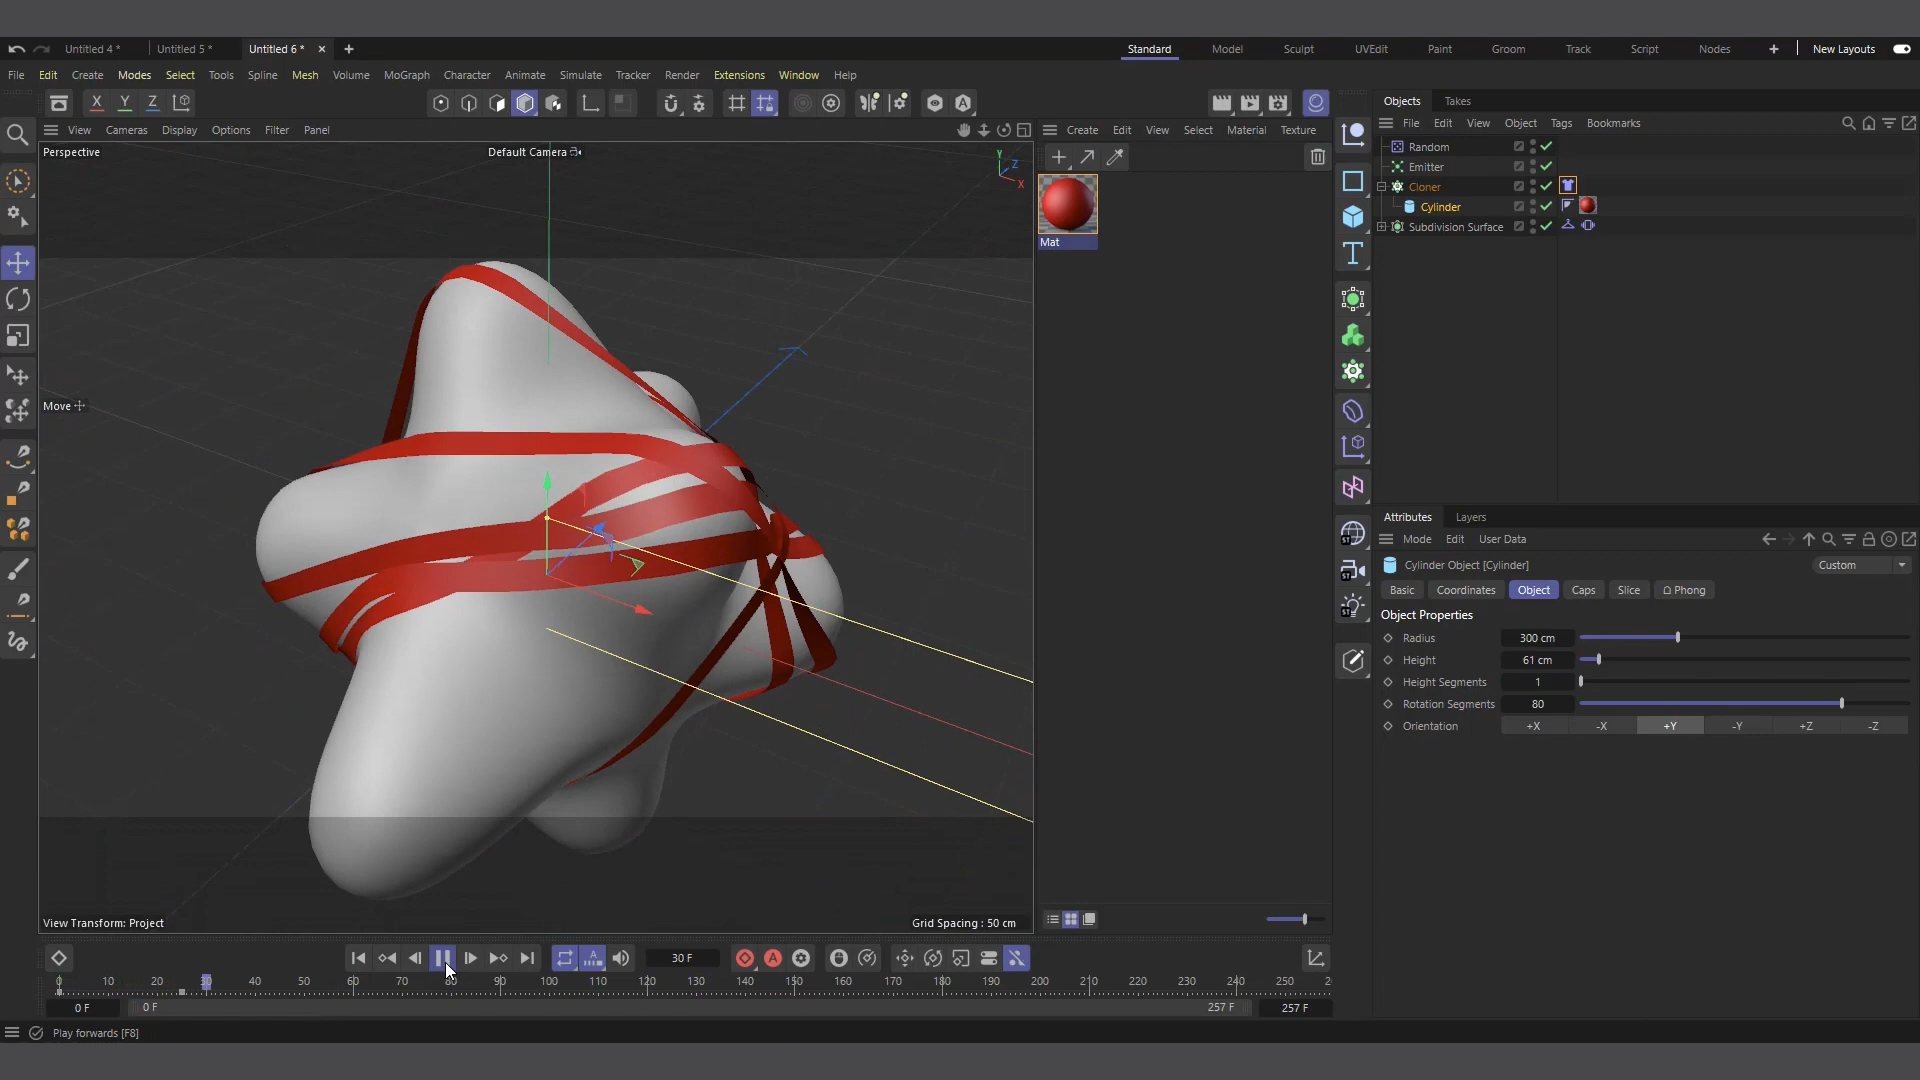 Untitled 4 *
Untitled 5 *
Untitled 6 *
Standard
Model
Sculpt
UVEdit
Paint
Groom
Track
Script
Nodes
New Layouts
File Edit Create Modes Select Tools Spline Mesh Volume MoGraph Character Animate Simulate Tracker Render Extensions Window Help
X Y Z
View Cameras Display Options Filter Panel
Perspective
Default Camera
Y
Z
X
Move
View Transform: Project
Grid Spacing : 50 cm
Create Edit View Select Material Texture
Mat
Objects Takes
File Edit View Object Tags Bookmarks
Random
Emitter
Cloner
Cylinder
Subdivision Surface
Attributes Layers
Mode Edit User Data
Cylinder Object [Cylinder]
Custom
Basic Coordinates Object Caps Slice Phong
Object Properties
Radius 300 cm
Height 61 cm
Height Segments 1
Rotation Segments 80
Orientation +X -X +Y -Y +Z -Z
30 F
0 10 20 30 40 50 60 70 80 90 100 110 120 130 140 150 160 170 180 190 200 210 220 230 240 250 2
0 F
0 F
257 F
257 F
Play forwards [F8]